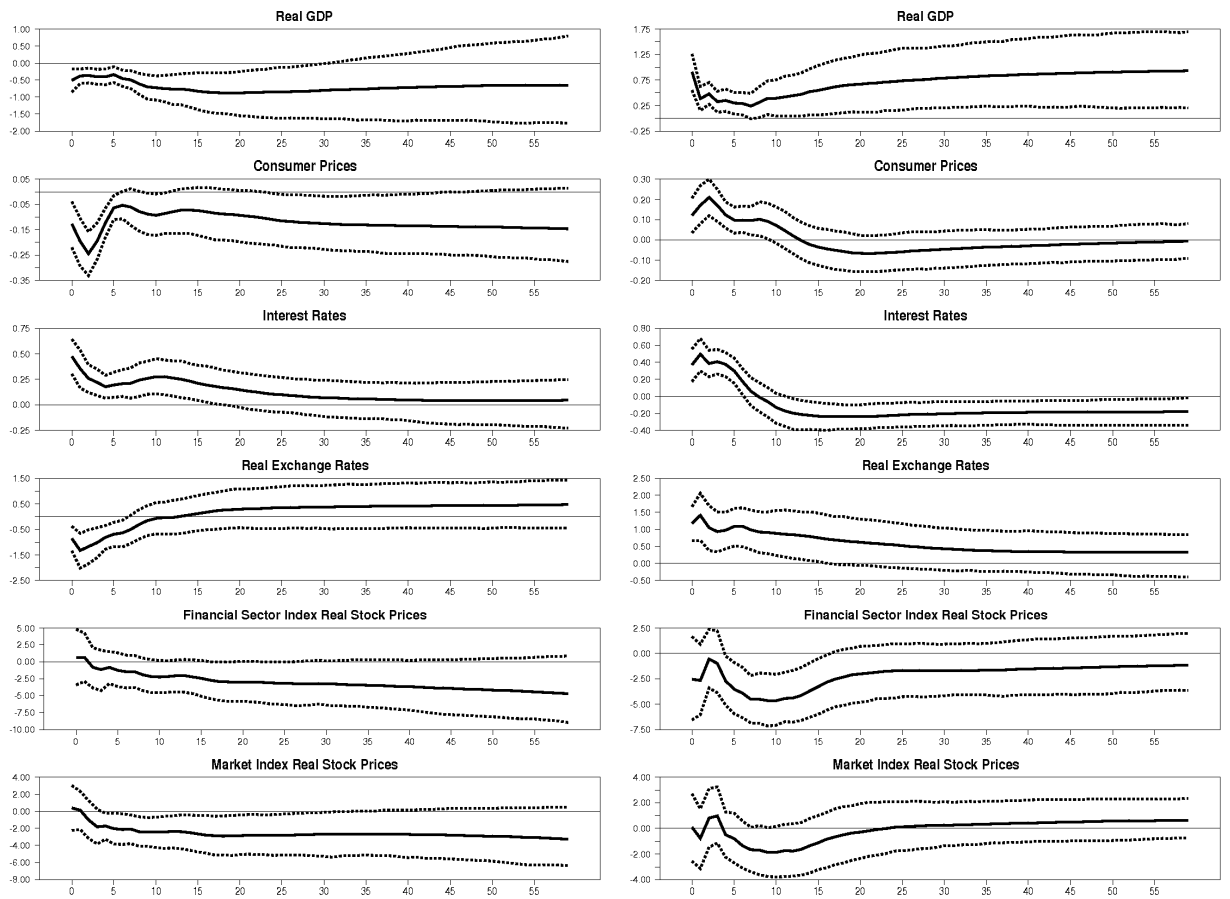 Real GDP
1.00
0.50
0.00
-0.50
-1.00
-1.50
-2.00
0 5 10 15 20 25 30 35 40 45 50 55
Real GDP
1.75
1.25
0.75
0.25
-0.25
0 5 10 15 20 25 30 35 40 45 50 55
Consumer Prices
0.05
-0.05
-0.15
-0.25
-0.35
0 5 10 15 20 25 30 35 40 45 50 55
Consumer Prices
0.30
0.20
0.10
0.00
-0.10
-0.20
0 5 10 15 20 25 30 35 40 45 50 55
Interest Rates
0.75
0.50
0.25
0.00
-0.25
0 5 10 15 20 25 30 35 40 45 50 55
Interest Rates
0.80
0.60
0.40
0.20
0.00
-0.20
-0.40
0 5 10 15 20 25 30 35 40 45 50 55
Real Exchange Rates
1.50
0.50
-0.50
-1.50
-2.50
0 5 10 15 20 25 30 35 40 45 50 55
Real Exchange Rates
2.50
2.00
1.50
1.00
0.50
0.00
-0.50
0 5 10 15 20 25 30 35 40 45 50 55
Financial Sector Index Real Stock Prices
5.00
2.50
0.00
-2.50
-5.00
-7.50
-10.00
0 5 10 15 20 25 30 35 40 45 50 55
Financial Sector Index Real Stock Prices
2.50
0.00
-2.50
-5.00
-7.50
0 5 10 15 20 25 30 35 40 45 50 55
Market Index Real Stock Prices
4.00
2.00
0.00
-2.00
-4.00
-6.00
-8.00
0 5 10 15 20 25 30 35 40 45 50 55
Market Index Real Stock Prices
4.00
2.00
0.00
-2.00
-4.00
0 5 10 15 20 25 30 35 40 45 50 55